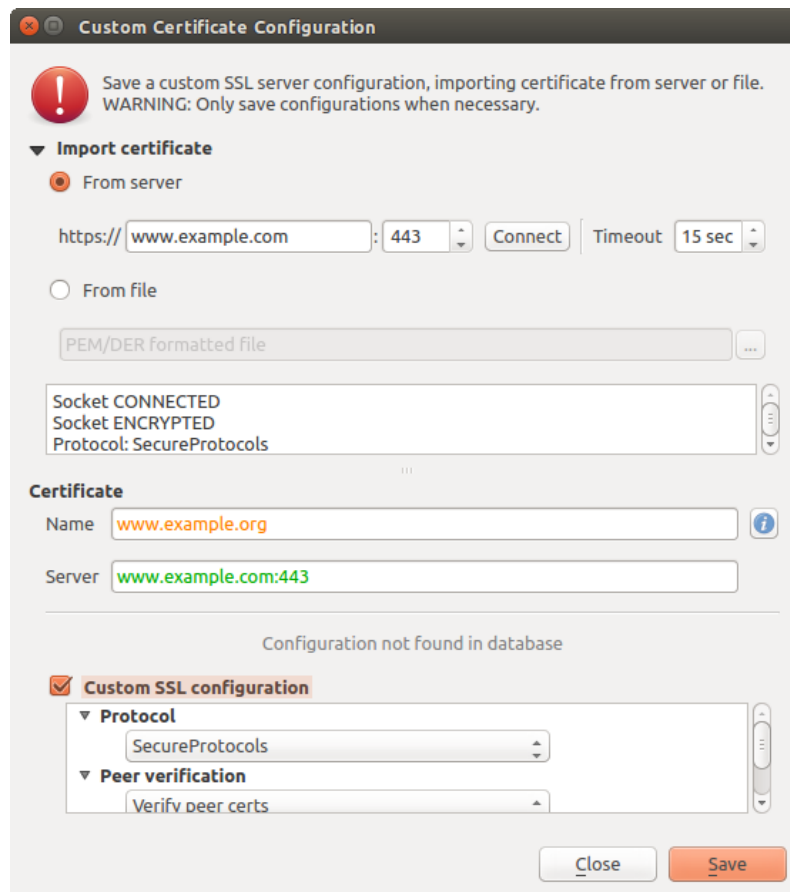 Custom Certificate Configuration
Save a custom SSL server configuration, importing certificate from server or file.
WARNING: Only save configurations when necessary.
Import certificate
From server
https:// www.example.com : 443 Connect Timeout 15 sec
From file
PEM/DER formatted file ...
Socket CONNECTED
Socket ENCRYPTED
Protocol: SecureProtocols
Certificate
Name www.example.org
Server www.example.com:443
Configuration not found in database
Custom SSL configuration
Protocol
SecureProtocols
Peer verification
Verify peer certs
Close Save